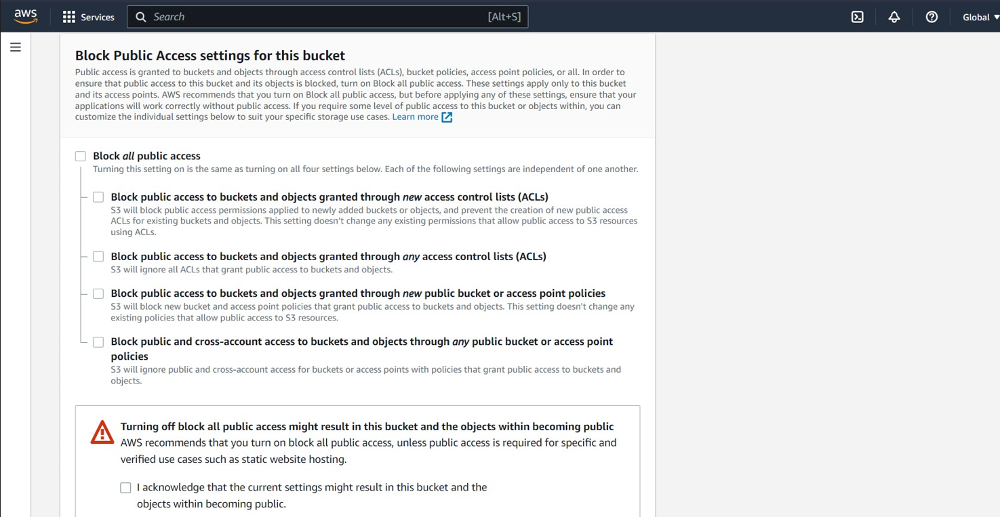 aws
Services
Search
[Alt+S]
Global
Block Public Access settings for this bucket
Public access is granted to buckets and objects through access control lists (ACLs), bucket policies, access point policies, or all. In order to
ensure that public access to this bucket and its objects is blocked, turn on Block all public access. These settings apply only to this bucket
and its access points. AWS recommends that you turn on Block all public access, but before applying any of these settings, ensure that your
applications will work correctly without public access. If you require some level of public access to this bucket or objects within, you can
customize the individual settings below to suit your specific storage use cases. Learn more
Block all public access
Turning this setting on is the same as turning on all four settings below. Each of the following settings are independent of one another.
Block public access to buckets and objects granted through new access control lists (ACLs)
S3 will block public access permissions applied to newly added buckets or objects, and prevent the creation of new public access
ACLs for existing buckets and objects. This setting doesn't change any existing permissions that allow public access to S3 resources
using ACLs.
Block public access to buckets and objects granted through any access control lists (ACLs)
S3 will ignore all ACLs that grant public access to buckets and objects.
Block public access to buckets and objects granted through new public bucket or access point policies
S3 will block new bucket and access point policies that grant public access to buckets and objects. This setting doesn't change any
existing policies that allow public access to S3 resources.
Block public and cross-account access to buckets and objects through any public bucket or access point
policies
S3 will ignore public and cross-account access for buckets or access points with policies that grant public access to buckets and
objects.
Turning off block all public access might result in this bucket and the objects within becoming public
AWS recommends that you turn on block all public access, unless public access is required for specific and
verified use cases such as static website hosting.
I acknowledge that the current settings might result in this bucket and the
objects within becoming public.